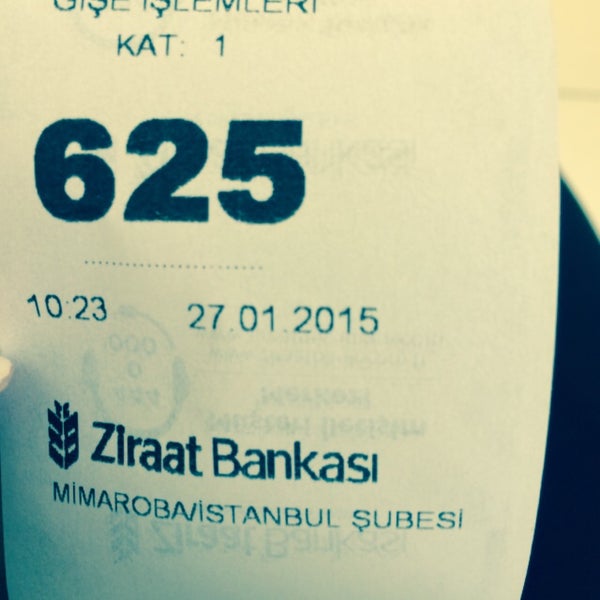 GİŞE İŞLEMLERİ
KAT: 1
625
10:23 27.01.2015
Ziraat Bankası
MİMAROBA/İSTANBUL ŞUBESİ